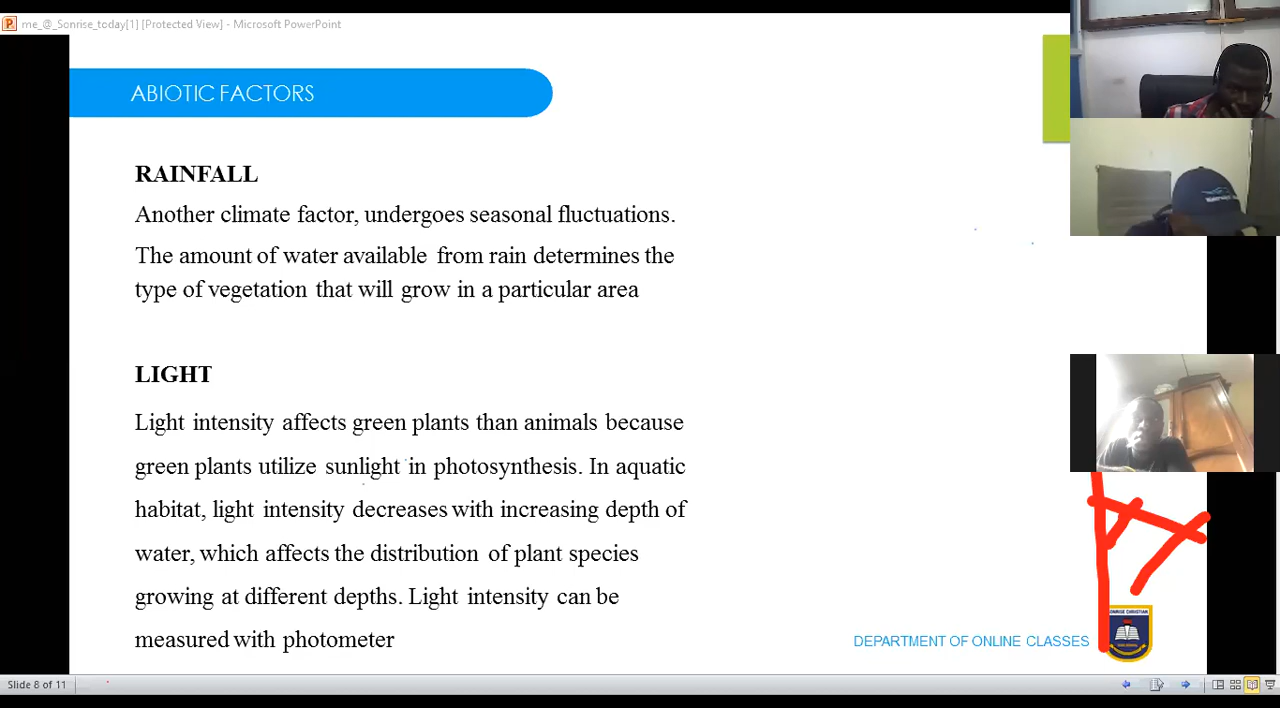 me_@_Sonrise_today[1] [Protected View] - Microsoft PowerPoint
ABIOTIC FACTORS
RAINFALL
Another climate factor, undergoes seasonal fluctuations.
The amount of water available from rain determines the
type of vegetation that will grow in a particular area
LIGHT
Light intensity affects green plants than animals because
green plants utilize sunlight in photosynthesis. In aquatic
habitat, light intensity decreases with increasing depth of
water, which affects the distribution of plant species
growing at different depths. Light intensity can be
measured with photometer
DEPARTMENT OF ONLINE CLASSES
Slide 8 of 11